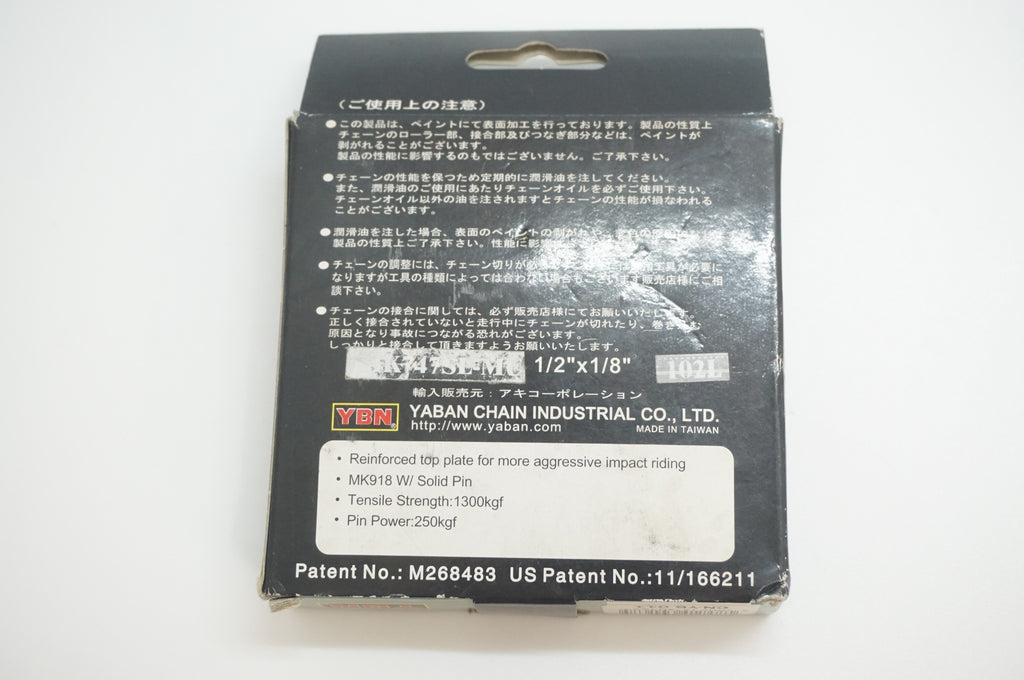 (ご使用上の注意)
●この製品は、ペイントにて表面加工を行っております。製品の性質上
チェーンのローラー部、接合部及びつなぎ部分などは、ペイントが
剥がれることがございます。
製品の性能に影響するのもではございません。ご了承下さい。
●チェーンの性能を保つため定期的に潤滑油を注してください。
また、潤滑油のご使用にあたりチェーンオイルを必ずご使用下さい。
チェーンオイル以外の油を注されますとチェーンの性能が損なわれる
ことがございます。
●潤滑油を注した場合、表面のペイントの剥がれや
製品の性質上ご了承下さい。性能に影響
●チェーンの調整には、チェーン切りが必 工具が必要に
なりますが工具の種類によっては合わない場合もございます販売店様にご相
談下さい。
●チェーンの接合に関しては、必ず販売店様にてお願いいたします。
正しく接合されていないと走行中にチェーンが切れたり、巻き
原因となり事故につながる恐れがございます。
しっかりと接合して頂きますようお願いいたします。
1/2"x1/8" 102L
輸入販売元：アキコーポレーション
YBN YABAN CHAIN INDUSTRIAL CO., LTD.
http://www.yaban.com MADE IN TAIWAN
• Reinforced top plate for more aggressive impact riding
• MK918 W/ Solid Pin
• Tensile Strength:1300kgf
• Pin Power:250kgf
Patent No.: M268483 US Patent No.:11/166211